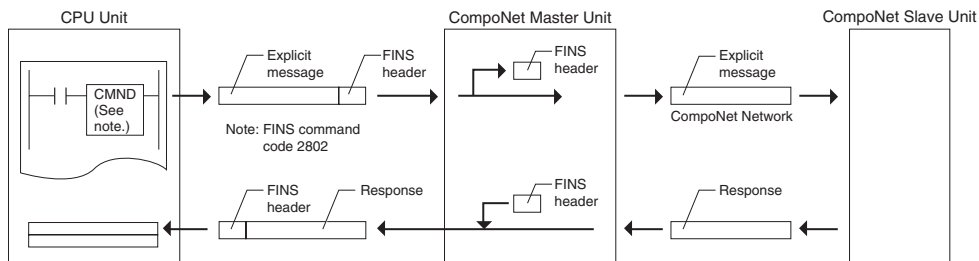 CPU Unit
CompoNet Master Unit
CompoNet Slave Unit
Explicit
message
FINS
header
FINS
header
Explicit
message
CMND
(See
note.)
CompoNet Network
Note: FINS command
code 2802
FINS
header
Response
FINS
header
Response